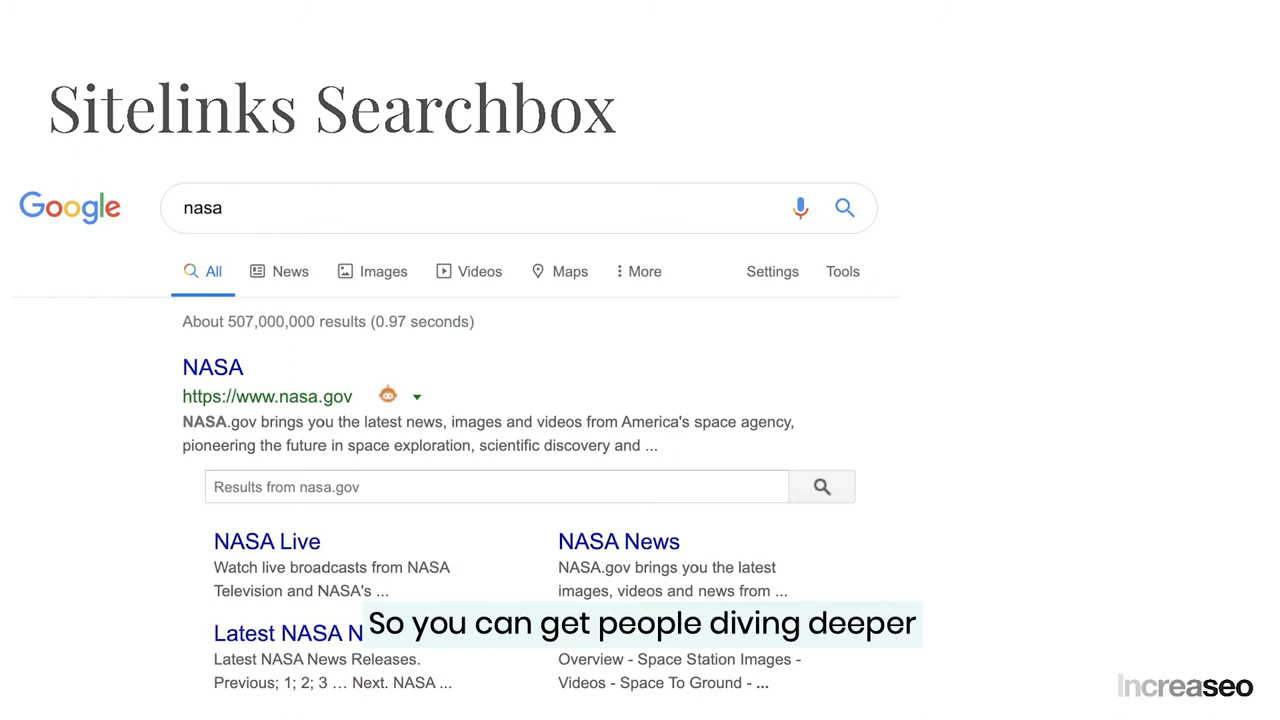 Sitelinks Searchbox
Google
nasa
All News Images Videos Maps More Settings Tools
About 507,000,000 results (0.97 seconds)
NASA
https://www.nasa.gov
NASA.gov brings you the latest news, images and videos from America's space agency,
pioneering the future in space exploration, scientific discovery and ...
Results from nasa.gov
NASA Live
Watch live broadcasts from NASA
Television and NASA's ...
NASA News
NASA.gov brings you the latest
images, videos and news from ...
Latest NASA N
Latest NASA News Releases.
Previous; 1; 2; 3 … Next. NASA ...
So you can get people diving deeper
Overview - Space Station Images -
Videos - Space To Ground - ...
Increaseo